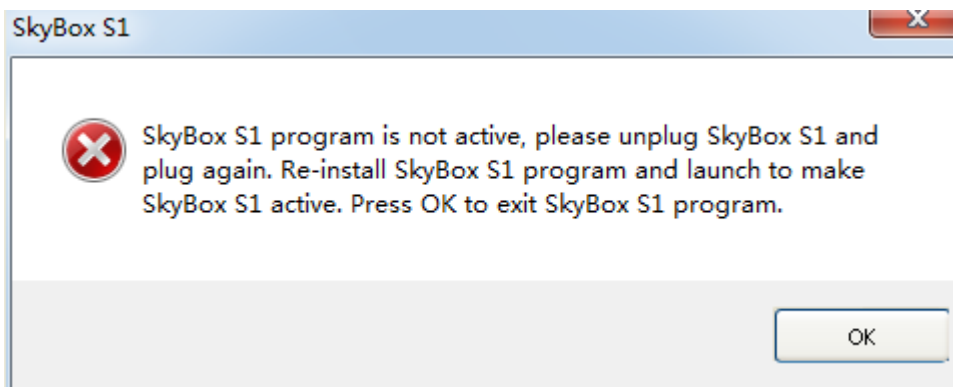 SkyBox S1
SkyBox S1 program is not active, please unplug SkyBox S1 and
plug again. Re-install SkyBox S1 program and launch to make
SkyBox S1 active. Press OK to exit SkyBox S1 program.
OK